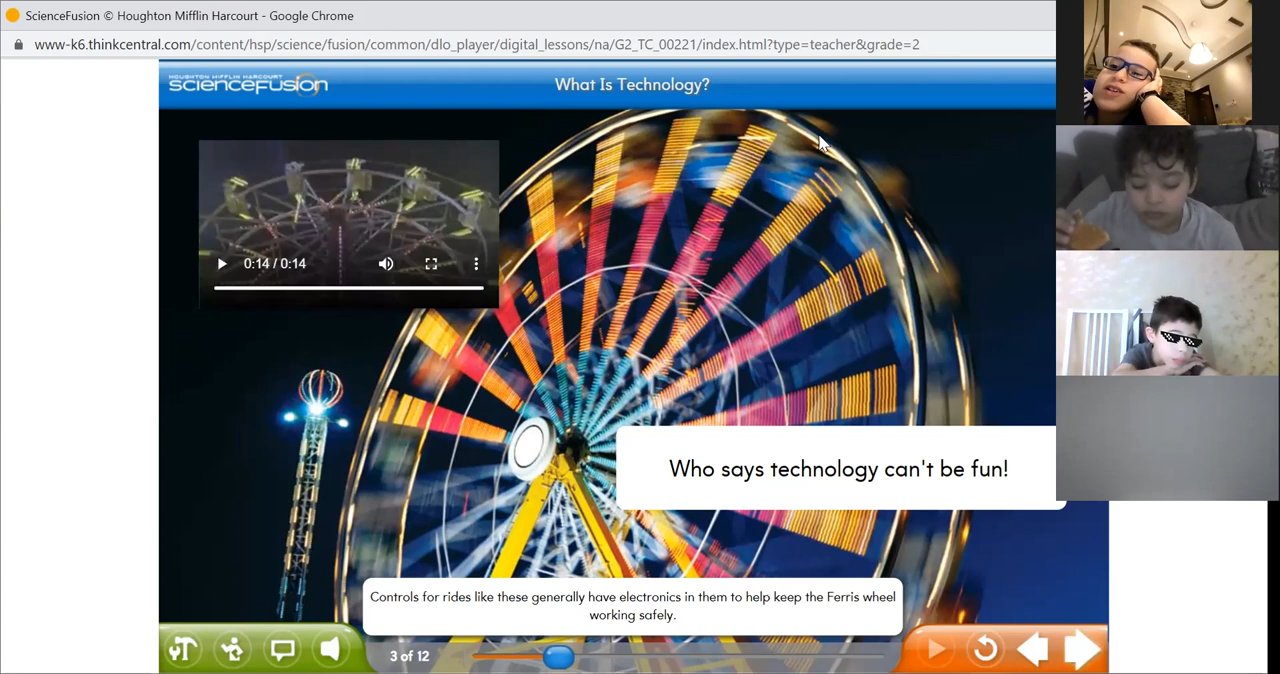 ScienceFusion © Houghton Mifflin Harcourt - Google Chrome
www-k6.thinkcentral.com/content/hsp/science/fusion/common/dlo_player/digital_lessons/na/G2_TC_00221/index.html?type=teacher&grade=2
HOUGHTON MIFFLIN HARCOURT
scienceFusion
What Is Technology?
0:14 / 0:14
Who says technology can't be fun!
Controls for rides like these generally have electronics in them to help keep the Ferris wheel
working safely.
3 of 12